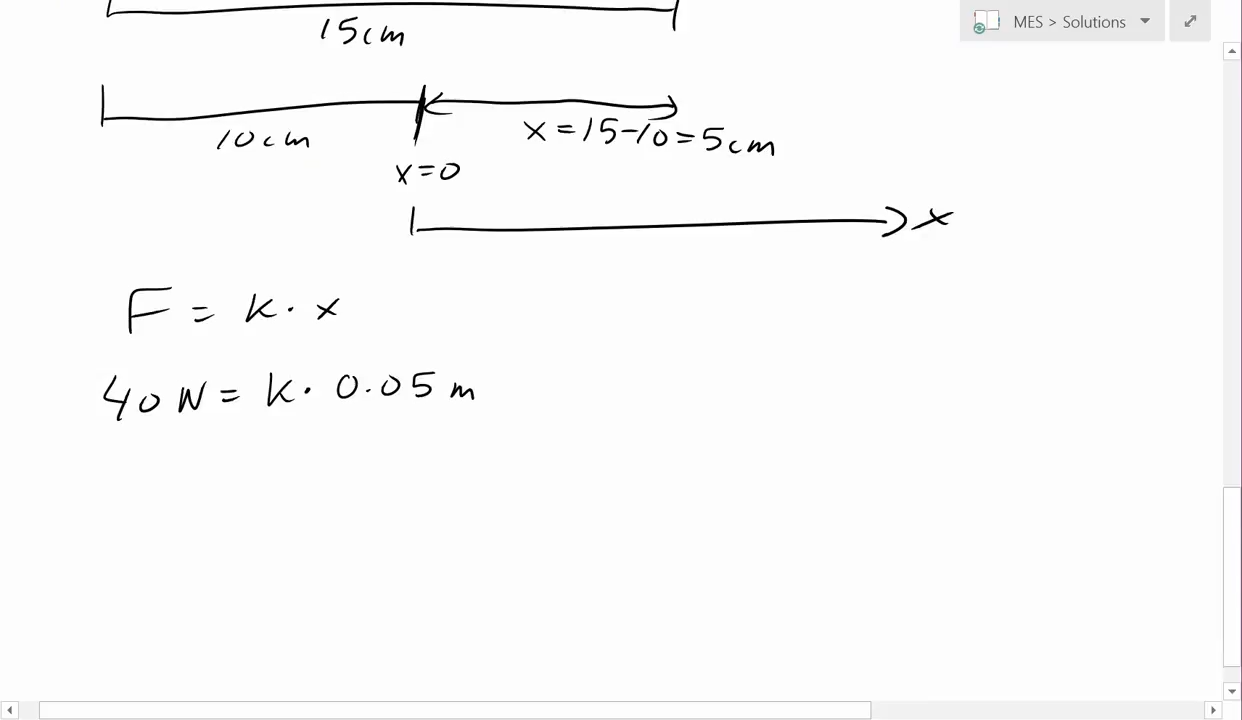 MES > Solutions
15cm
10cm
x=15-10=5cm
x=0
x
F = k · x
40 N = k · 0.05 m